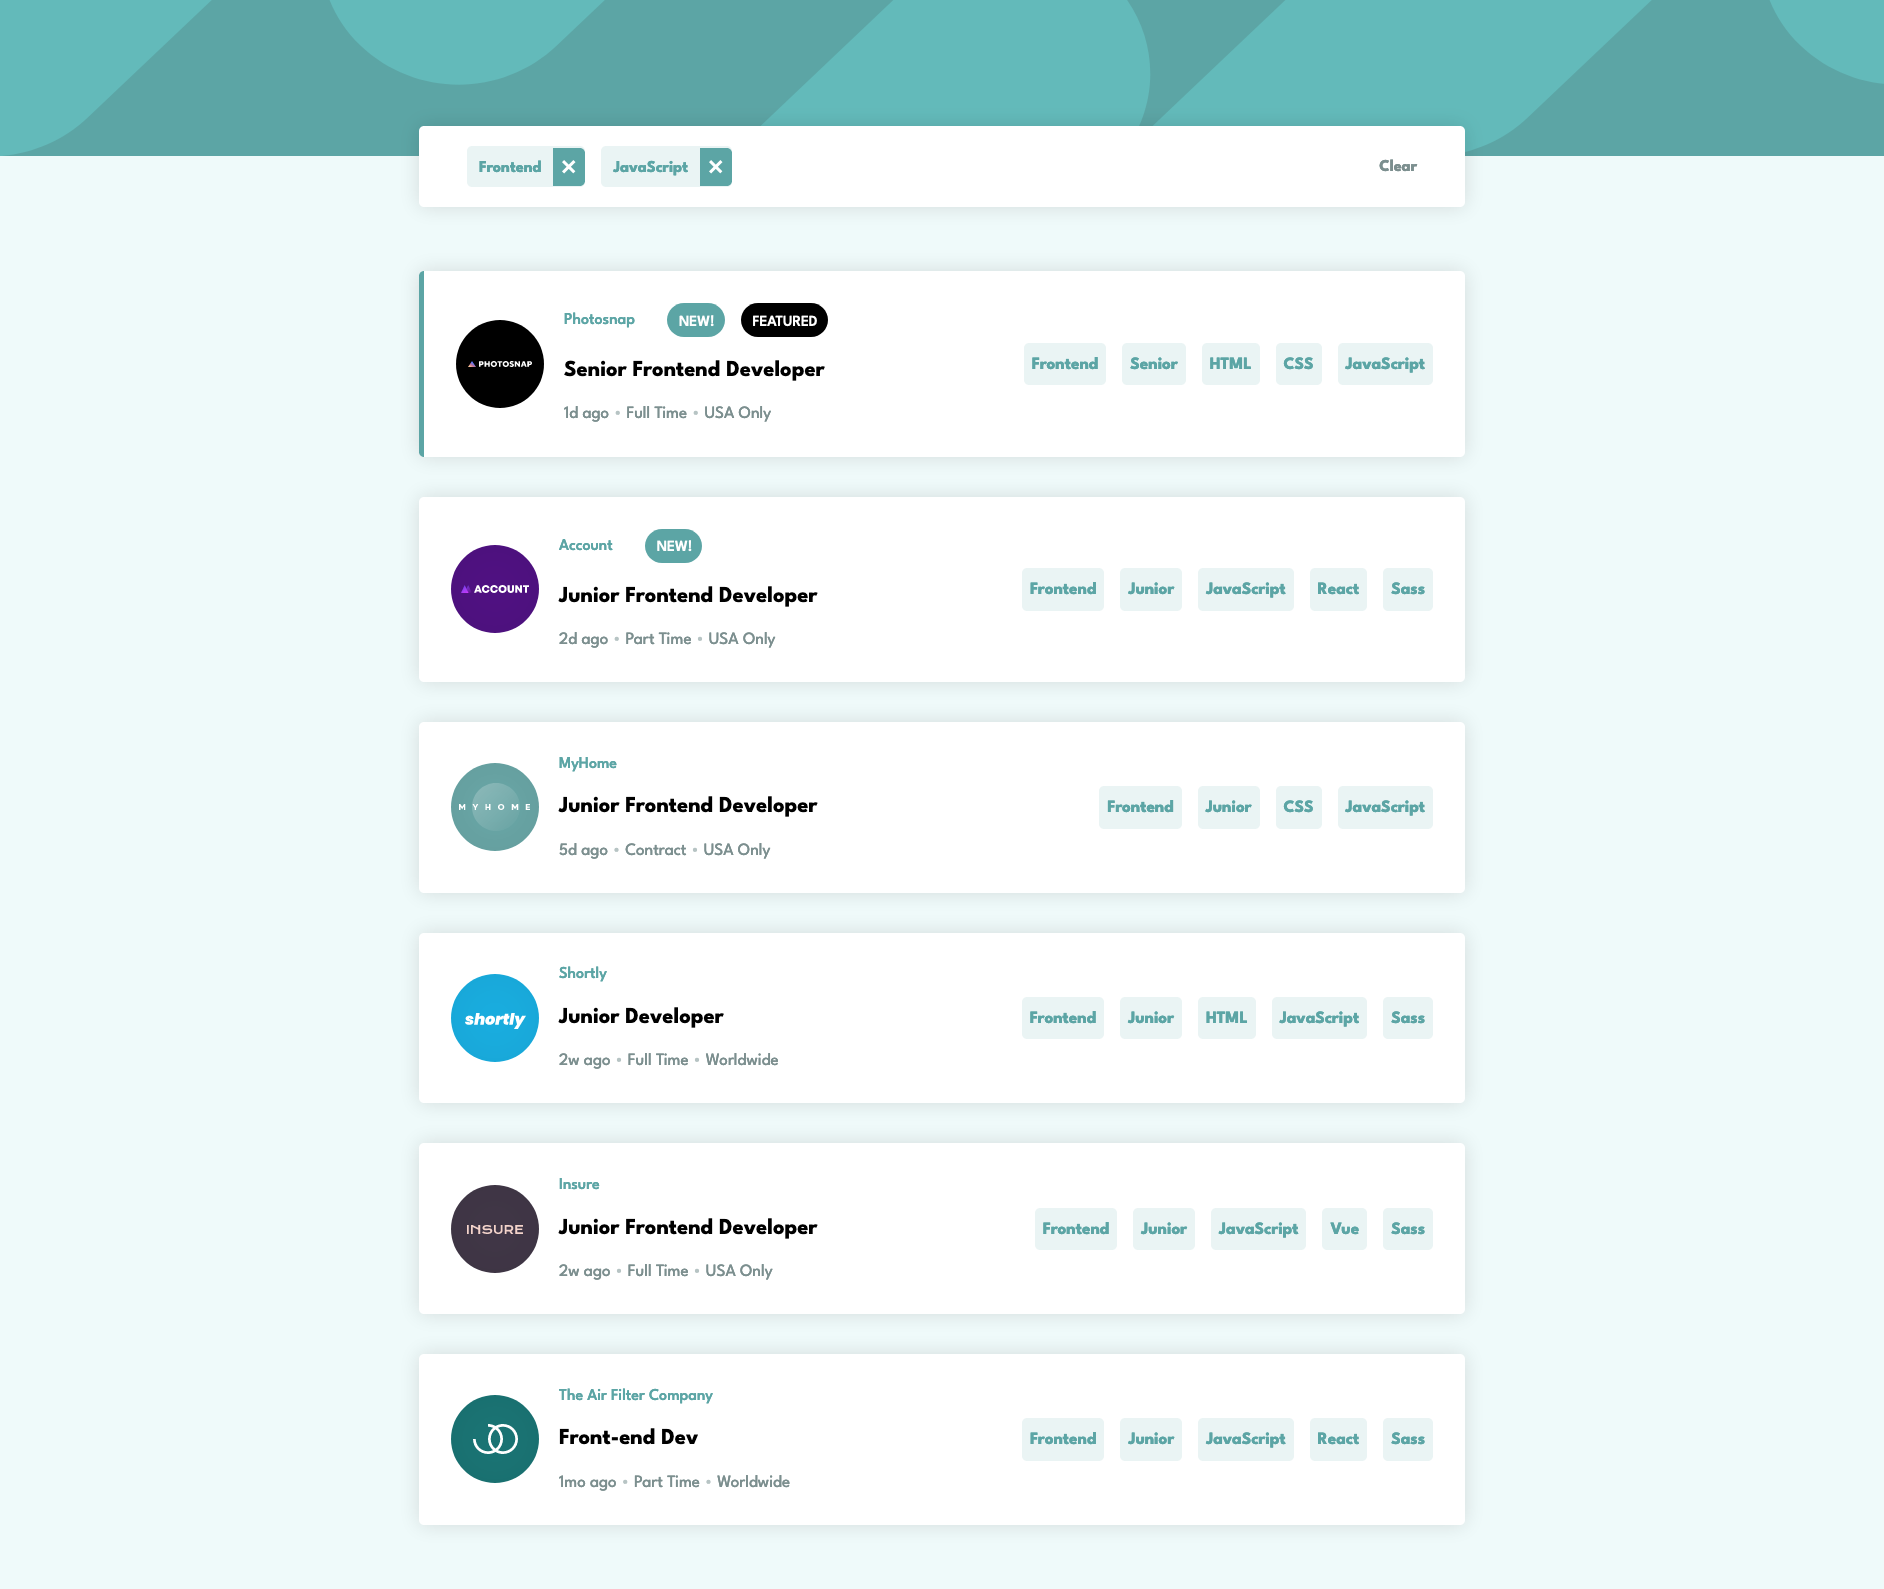 Frontend ✕ JavaScript ✕ Clear
PHOTOSNAP
Photosnap NEW! FEATURED
Senior Frontend Developer
1d ago • Full Time • USA Only
Frontend Senior HTML CSS JavaScript
ACCOUNT
Account NEW!
Junior Frontend Developer
2d ago • Part Time • USA Only
Frontend Junior JavaScript React Sass
MYHOME
MyHome
Junior Frontend Developer
5d ago • Contract • USA Only
Frontend Junior CSS JavaScript
shortly
Shortly
Junior Developer
2w ago • Full Time • Worldwide
Frontend Junior HTML JavaScript Sass
INSURE
Insure
Junior Frontend Developer
2w ago • Full Time • USA Only
Frontend Junior JavaScript Vue Sass
The Air Filter Company
Front-end Dev
1mo ago • Part Time • Worldwide
Frontend Junior JavaScript React Sass